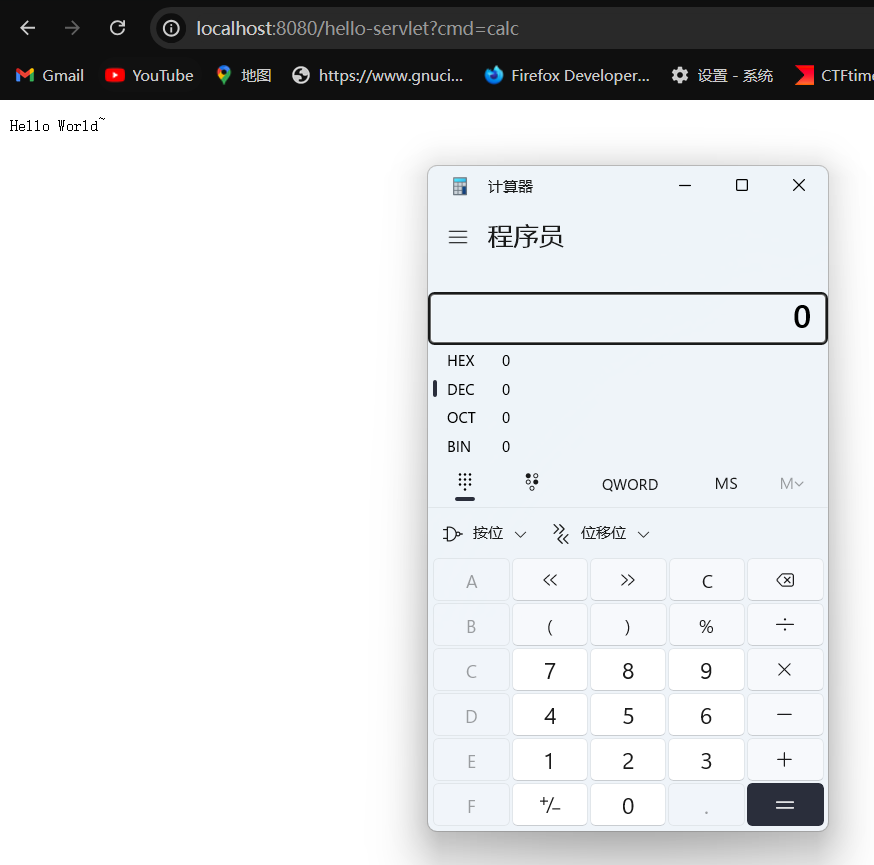 localhost:8080/hello-servlet?cmd=calc
Gmail YouTube 地图 https://www.gnuci... Firefox Developer... 设置 - 系统 CTFtime
Hello World~
计算器
程序员
0
HEX 0
DEC 0
OCT 0
BIN 0
QWORD MS M
按位 位移位
A << >> C
B ( ) % ÷
C 7 8 9 ×
D 4 5 6 −
E 1 2 3 +
F +/− 0 . =